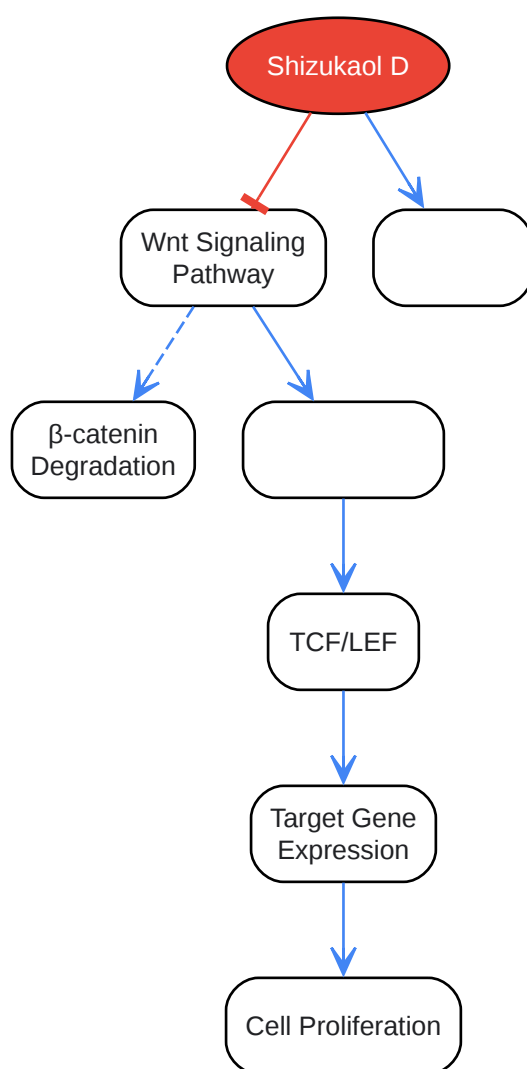 Shizukaol D
Wnt Signaling
Pathway
β-catenin
Degradation
TCF/LEF
Target Gene
Expression
Cell Proliferation